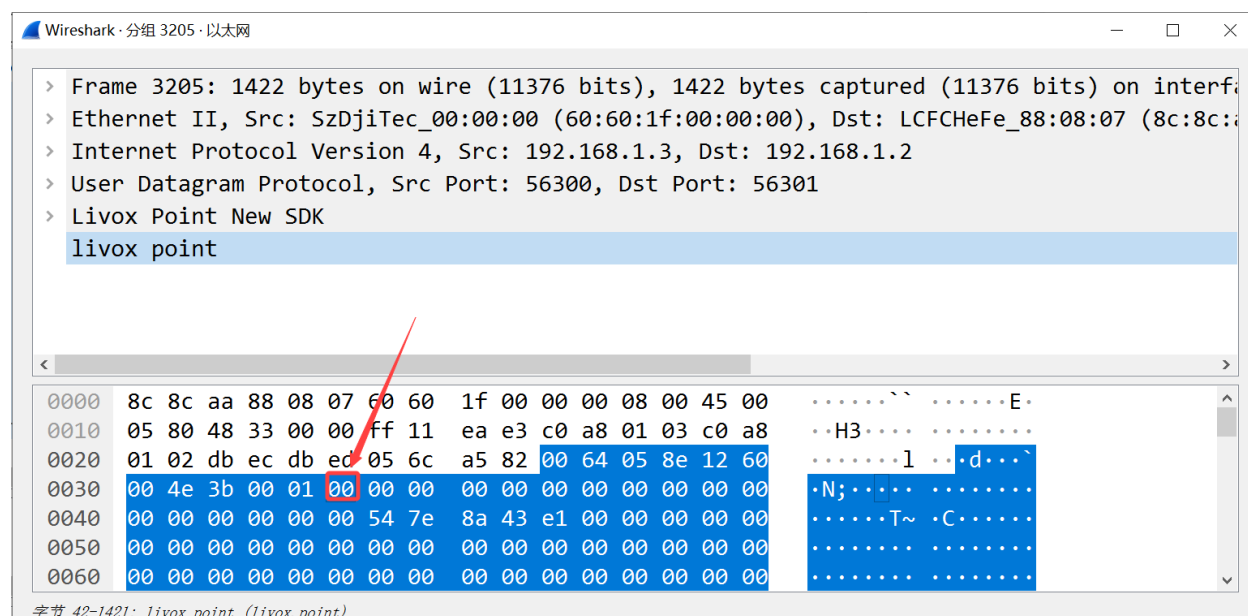 Wireshark · 分组 3205 · 以太网
Frame 3205: 1422 bytes on wire (11376 bits), 1422 bytes captured (11376 bits) on interfa
Ethernet II, Src: SzDjiTec_00:00:00 (60:60:1f:00:00:00), Dst: LCFCHeFe_88:08:07 (8c:8c:a
Internet Protocol Version 4, Src: 192.168.1.3, Dst: 192.168.1.2
User Datagram Protocol, Src Port: 56300, Dst Port: 56301
Livox Point New SDK
livox point
0000 8c 8c aa 88 08 07 60 60 1f 00 00 00 08 00 45 00 ······`` ······E·
0010 05 80 48 33 00 00 ff 11 ea e3 c0 a8 01 03 c0 a8 ··H3···· ········
0020 01 02 db ec db ed 05 6c a5 82 00 64 05 8e 12 60 ·······l ···d···`
0030 00 4e 3b 00 01 00 00 00 00 00 00 00 00 00 00 00 ·N;····· ········
0040 00 00 00 00 00 00 54 7e 8a 43 e1 00 00 00 00 00 ······T~ ·C······
0050 00 00 00 00 00 00 00 00 00 00 00 00 00 00 00 00 ········ ········
0060 00 00 00 00 00 00 00 00 00 00 00 00 00 00 00 00 ········ ········
字节 42-1421: livox point (livox point)